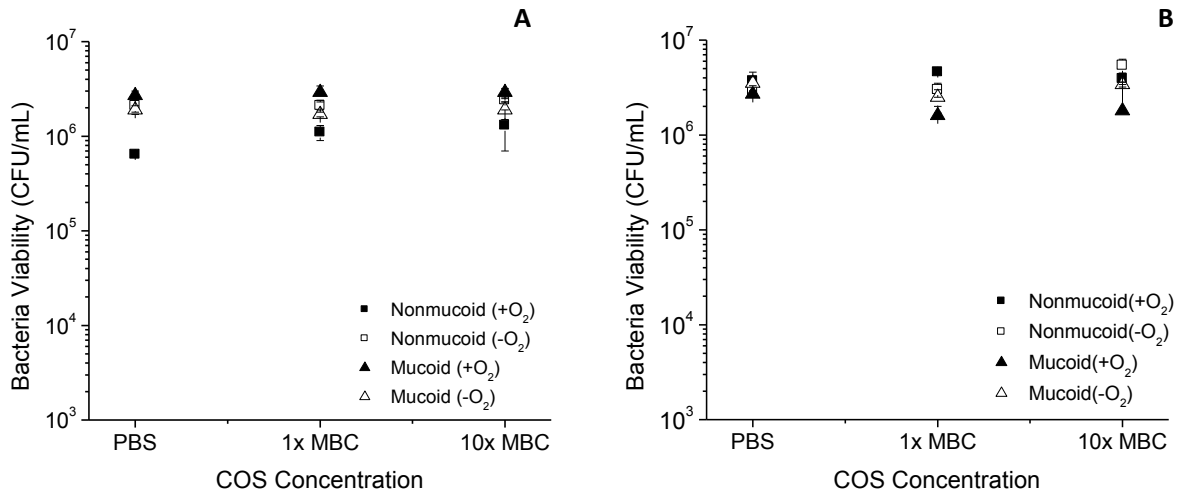 A
Bacteria Viability (CFU/mL)
10⁷
10⁶
10⁵
10⁴
10³
Nonmucoid (+O₂)
Nonmucoid (-O₂)
Mucoid (+O₂)
Mucoid (-O₂)
PBS
1x MBC
10x MBC
COS Concentration
B
Bacteria Viability (CFU/mL)
10⁷
10⁶
10⁵
10⁴
10³
Nonmucoid(+O₂)
Nonmucoid(-O₂)
Mucoid(+O₂)
Mucoid(-O₂)
PBS
1x MBC
10x MBC
COS Concentration